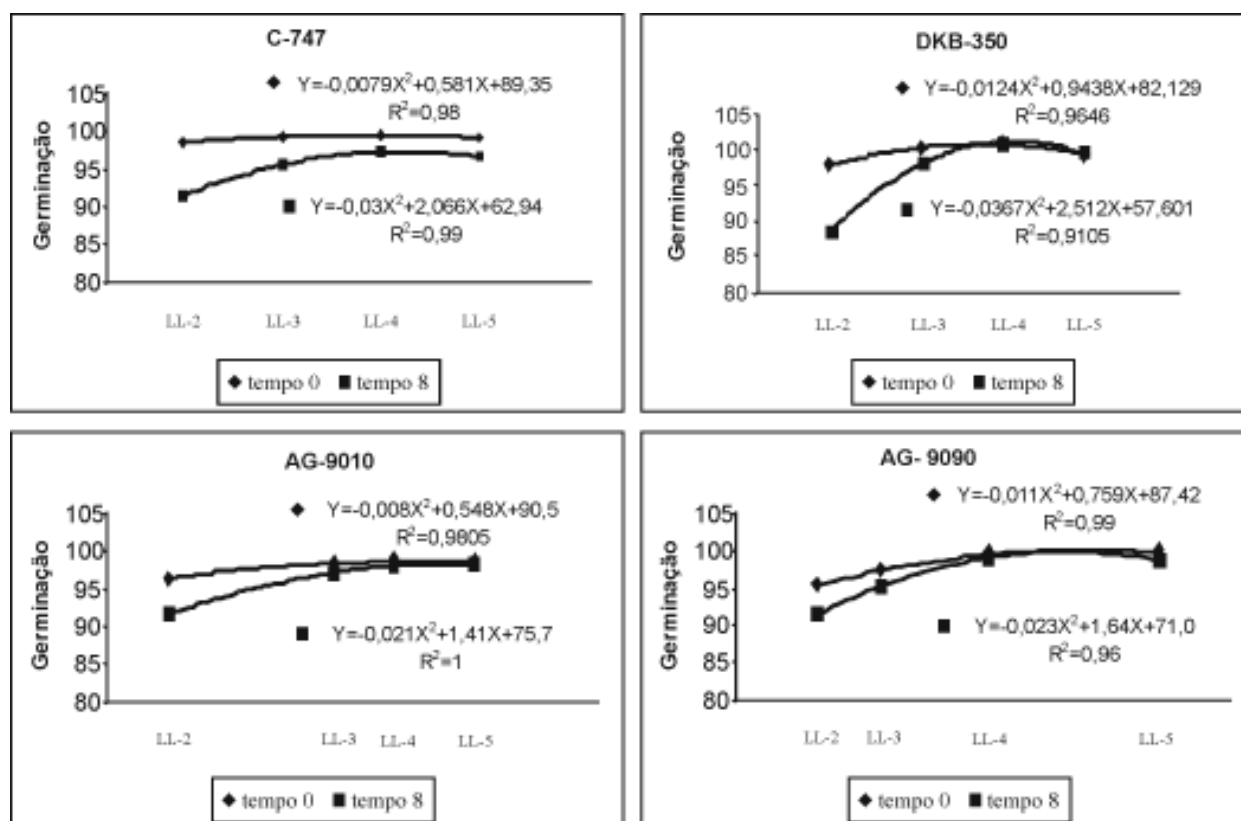 C-747
Y=-0,0079X²+0,581X+89,35
R²=0,98
Germinação
105
100
95
90
85
80
Y=-0,03X²+2,066X+62,94
R²=0,99
LL-2 LL-3 LL-4 LL-5
tempo 0 tempo 8
DKB-350
Y=-0,0124X²+0,9438X+82,129
R²=0,9646
Germinação
105
100
95
90
85
80
Y=-0,0367X²+2,512X+57,601
R²=0,9105
LL-2 LL-3 LL-4 LL-5
tempo 0 tempo 8
AG-9010
Y=-0,008X²+0,548X+90,5
R²=0,9805
Germinação
105
100
95
90
85
80
Y=-0,021X²+1,41X+75,7
R²=1
LL-2 LL-3 LL-4 LL-5
tempo 0 tempo 8
AG- 9090
Y=-0,011X²+0,759X+87,42
R²=0,99
Germinação
105
100
95
90
85
80
Y=-0,023X²+1,64X+71,0
R²=0,96
LL-2 LL-3 LL-4 LL-5
tempo 0 tempo 8